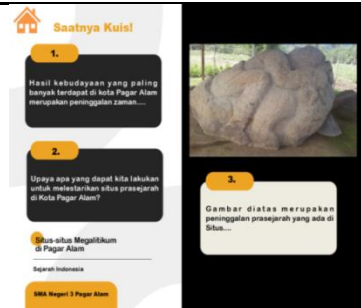 Saatnya Kuis!
1.
Hasil kebudayaan yang paling
banyak terdapat di kota Pagar Alam
merupakan peninggalan zaman....
2.
Upaya apa yang dapat kita lakukan
untuk melestarikan situs prasejarah
di Kota Pagar Alam?
Situs-situs Megalitikum
di Pagar Alam
Sejarah Indonesia
SMA Negeri 3 Pagar Alam
3.
Gambar diatas merupakan
peninggalan prasejarah yang ada di
Situs....